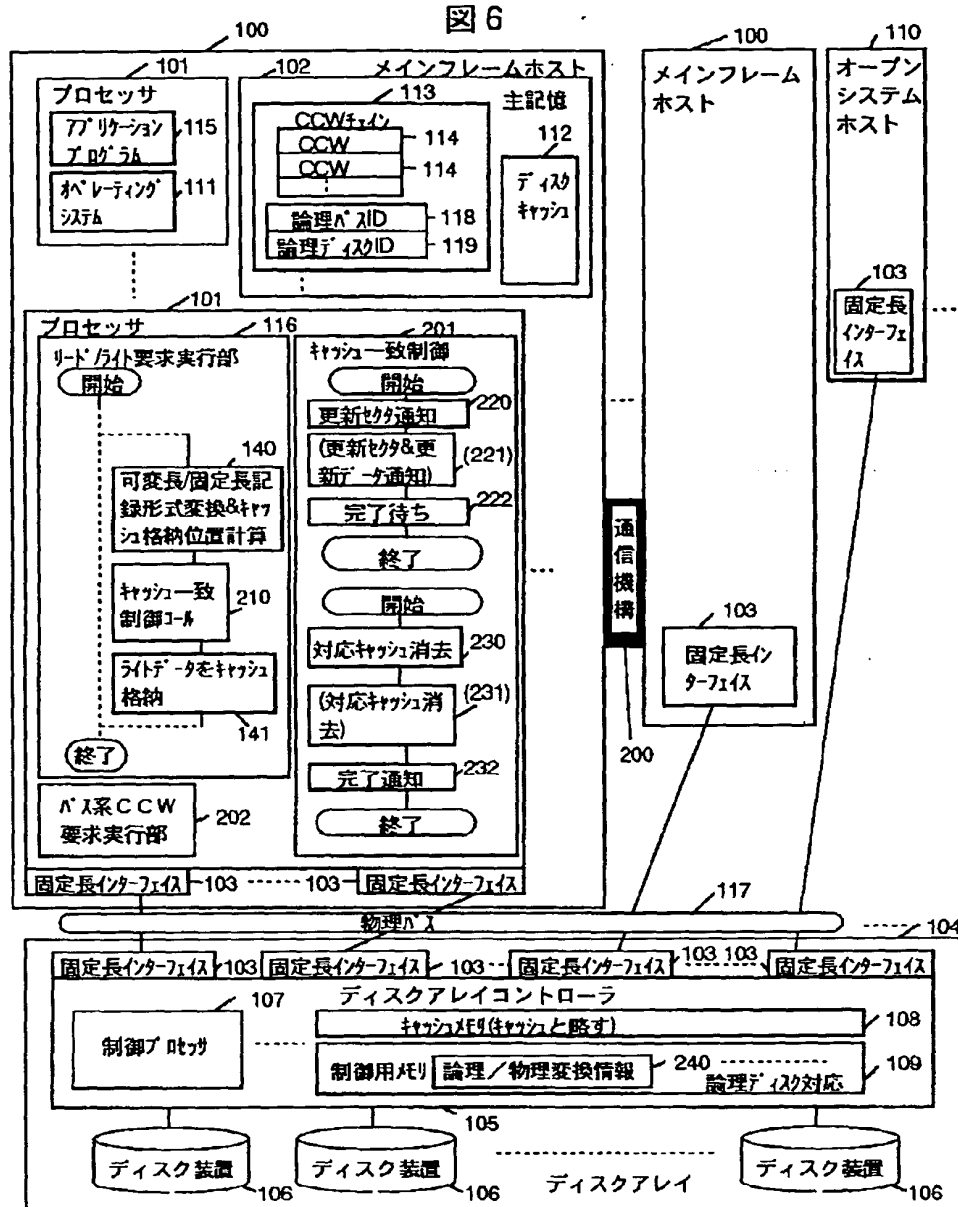 図6
100
101
プロセッサ
アプリケーション
プログラム
115
オペレーティング
システム
111
102
メインフレームホスト
113
主記憶
CCWチェイン
CCW
114
CCW
114
論理パスID
118
論理ディスクID
119
112
ディスク
キャッシュ
100
メインフレーム
ホスト
110
オープン
システム
ホスト
103
固定長
インターフェ
イス
101
プロセッサ
116
リード/ライト要求実行部
開始
140
可変長/固定長記
録形式変換&キャッ
シュ格納位置計算
キャッシュ一致
制御コール
210
ライトデータをキャッシュ
格納
141
終了
パス系CCW
要求実行部
202
201
キャッシュ一致制御
開始
220
更新セクタ通知
(更新セクタ&更
新データ通知)
(221)
222
完了待ち
終了
開始
230
対応キャッシュ消去
(231)
(対応キャッシュ消
去)
完了通知
232
終了
通信機構
200
103
固定長イン
ターフェイス
固定長インターフェイス
103
103
固定長インターフェイス
117
物理パス
104
固定長インターフェイス
103
固定長インターフェイス
103
固定長インターフェイス
103
103
固定長インターフェイス
107
ディスクアレイコントローラ
制御プロセッサ
キャッシュメモリ(キャッシュと略す)
108
制御用メモリ
論理/物理変換情報
240
論理ディスク対応
109
105
ディスク装置
106
ディスク装置
106
ディスクアレイ
ディスク装置
106